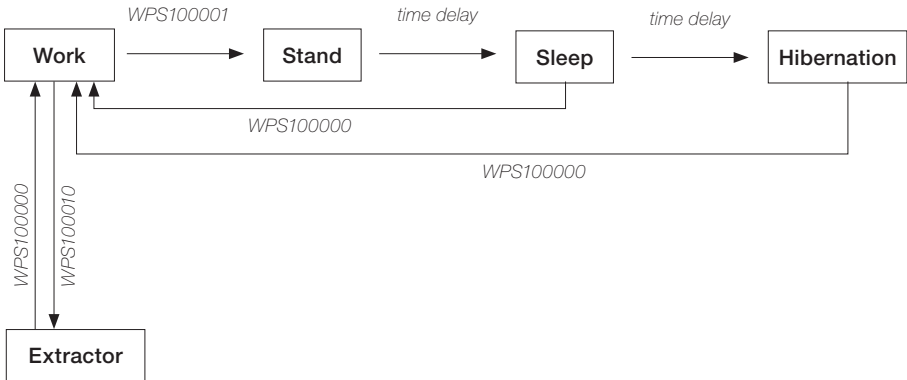 WPS100001
time delay
time delay
Work
Stand
Sleep
Hibernation
WPS100000
WPS100000
WPS100000
WPS100010
Extractor